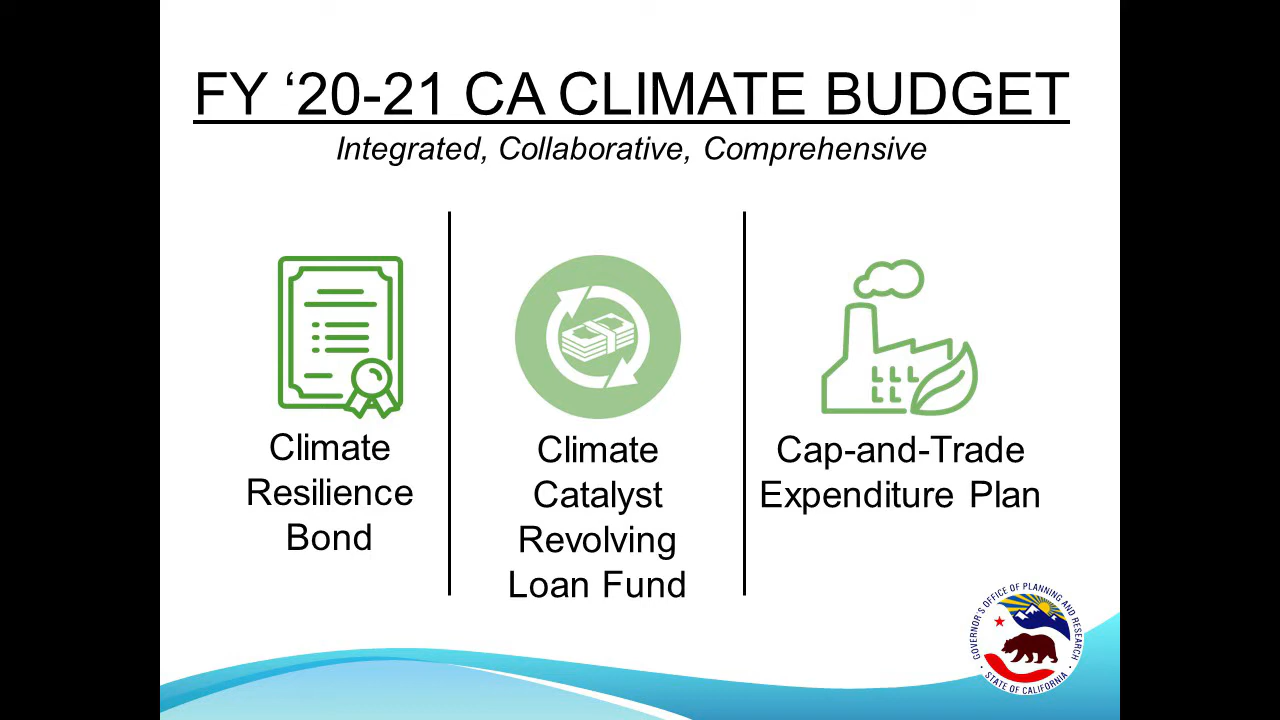 FY ‘20-21 CA CLIMATE BUDGET
Integrated, Collaborative, Comprehensive
Climate
Resilience
Bond
Climate
Catalyst
Revolving
Loan Fund
Cap-and-Trade
Expenditure Plan
GOVERNOR'S OFFICE OF PLANNING AND RESEARCH
STATE OF CALIFORNIA